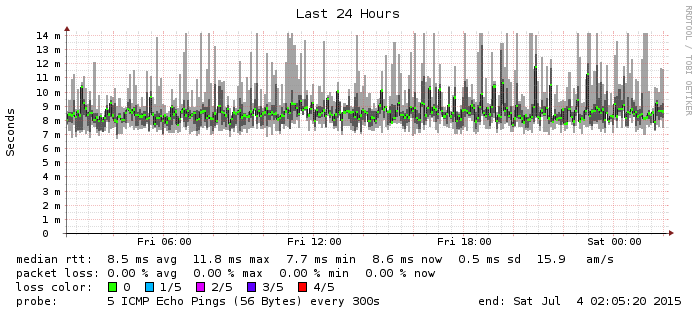 Last 24 Hours
RRDTOOL / TOBI OETIKER
Seconds
14 m
13 m
12 m
11 m
10 m
9 m
8 m
7 m
6 m
5 m
4 m
3 m
2 m
1 m
0
Fri 06:00 Fri 12:00 Fri 18:00 Sat 00:00
median rtt: 8.5 ms avg 11.8 ms max 7.7 ms min 8.6 ms now 0.5 ms sd 15.9 am/s
packet loss: 0.00 % avg 0.00 % max 0.00 % min 0.00 % now
loss color: 0 1/5 2/5 3/5 4/5
probe: 5 ICMP Echo Pings (56 Bytes) every 300s end: Sat Jul 4 02:05:20 2015